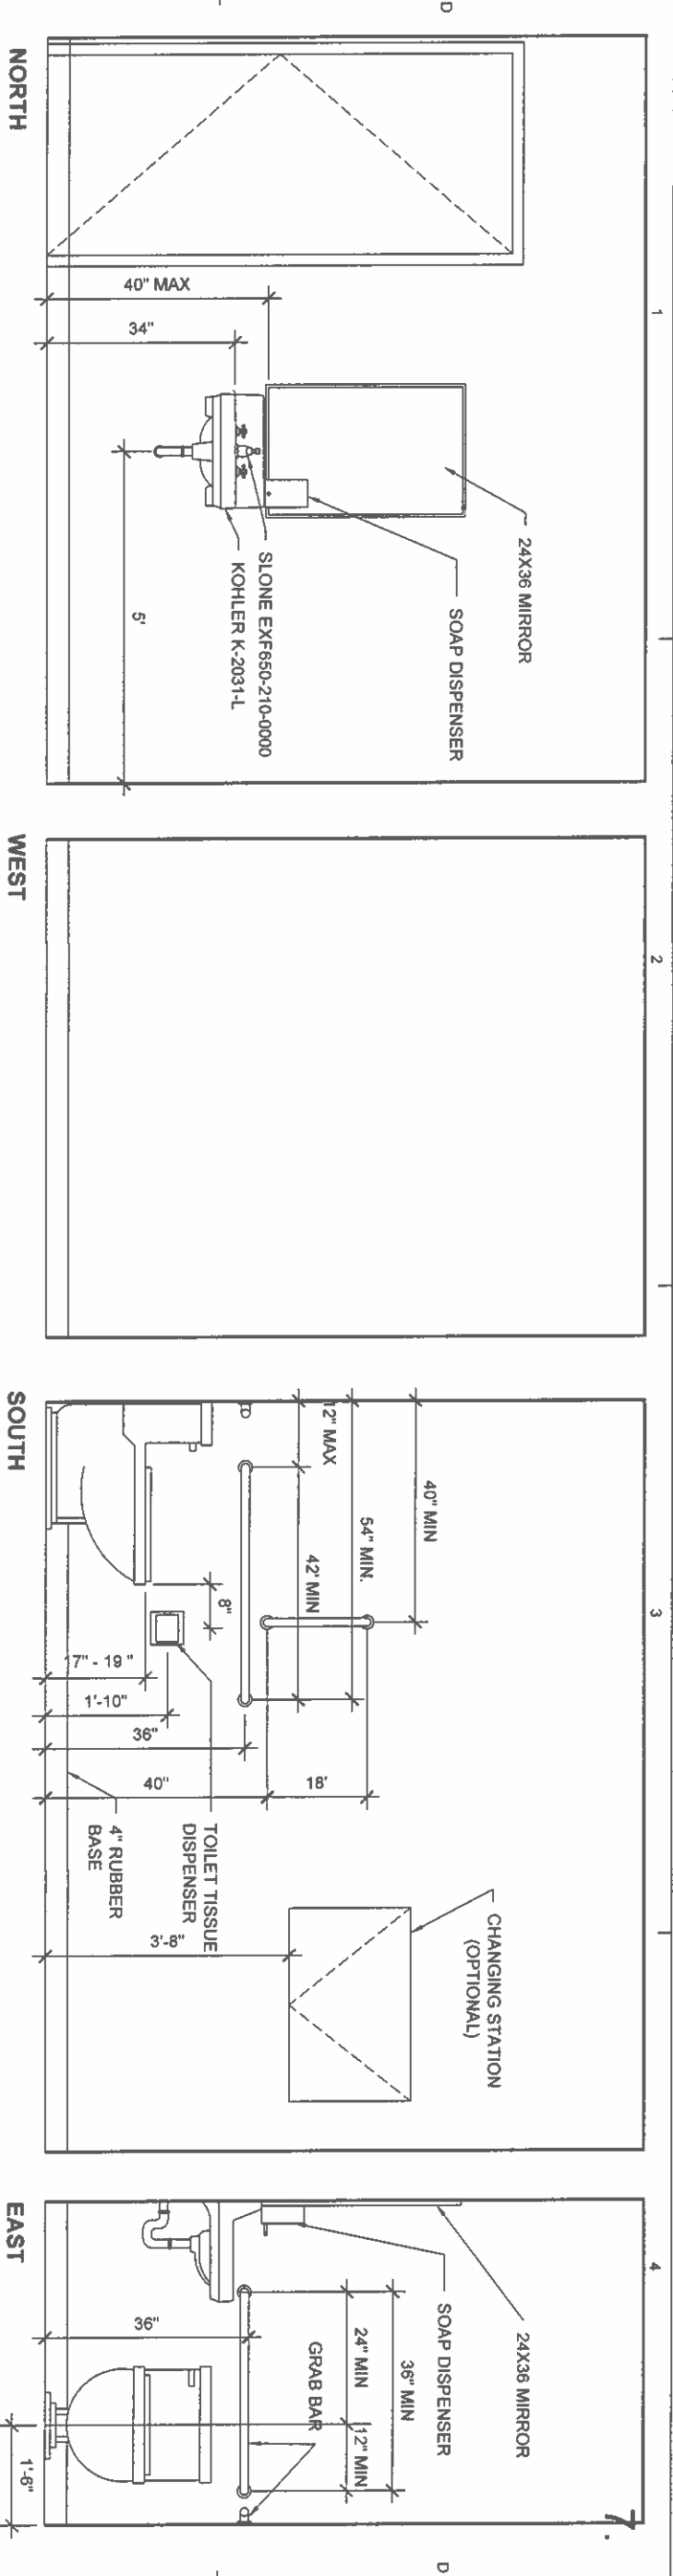 D
1
2
3
4
D
7.
40" MAX
34"
5'
24X36 MIRROR
SOAP DISPENSER
SLONE EXF650-210-0000
KOHLER K-2031-L
NORTH
WEST
12" MAX
40" MIN
54" MIN.
42' MIN
8"
17" - 19 "
1'-10"
36"
40"
18'
TOILET TISSUE
DISPENSER
4" RUBBER
BASE
3'-8"
CHANGING STATION
(OPTIONAL)
SOUTH
24X36 MIRROR
SOAP DISPENSER
36" MIN
24" MIN
12" MIN
GRAB BAR
36"
1'-6"
EAST